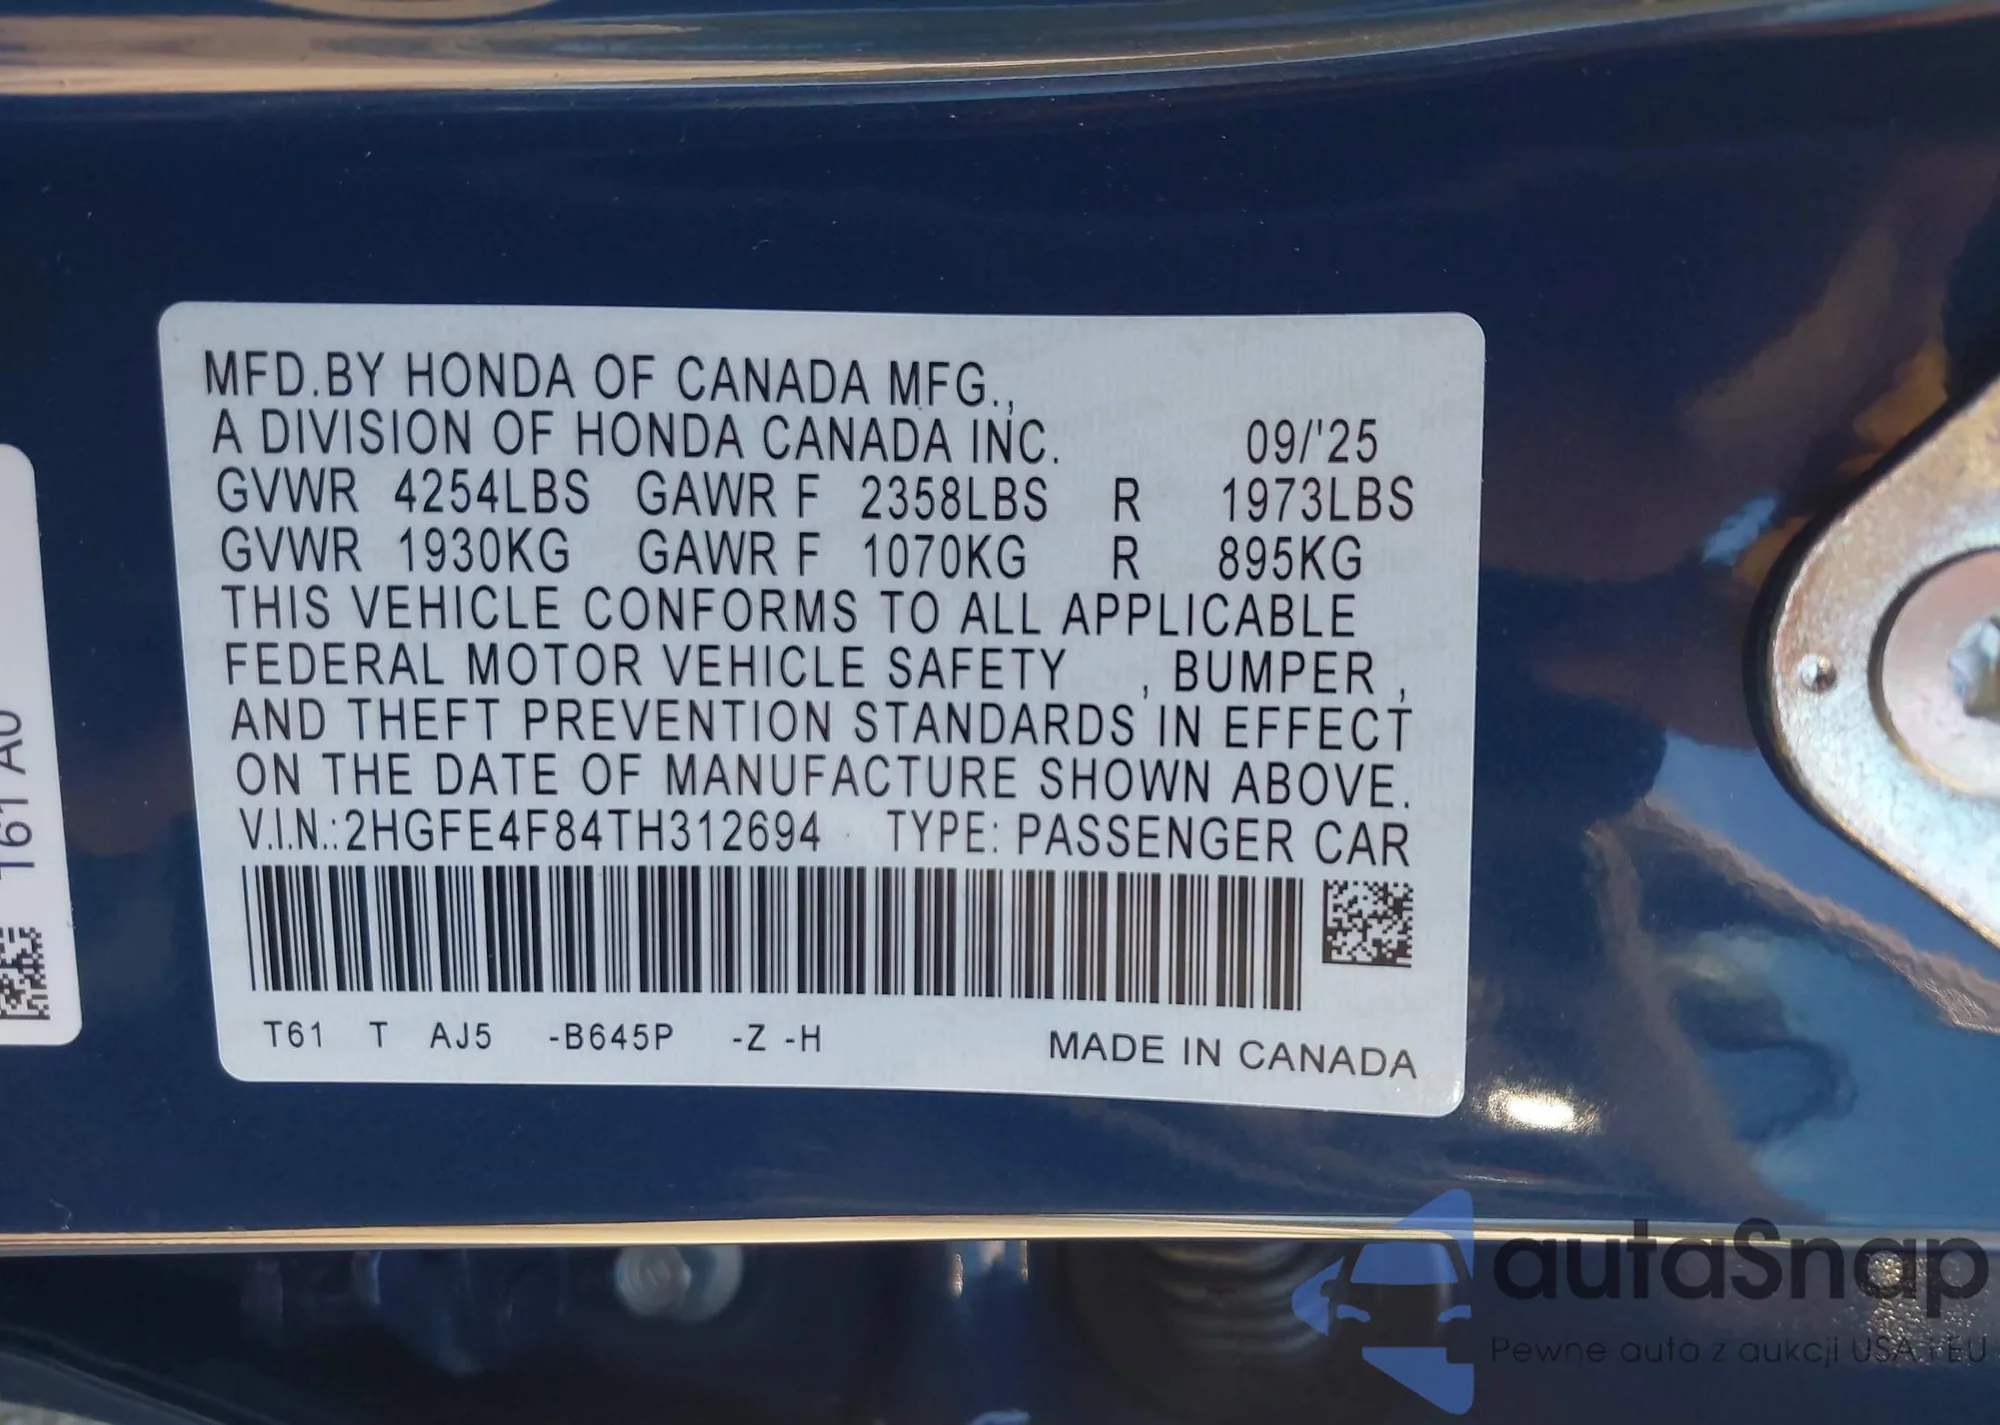 MFD.BY HONDA OF CANADA MFG.,
A DIVISION OF HONDA CANADA INC. 09/'25
GVWR 4254LBS GAWR F 2358LBS R 1973LBS
GVWR 1930KG GAWR F 1070KG R 895KG
THIS VEHICLE CONFORMS TO ALL APPLICABLE
FEDERAL MOTOR VEHICLE SAFETY , BUMPER ,
AND THEFT PREVENTION STANDARDS IN EFFECT
ON THE DATE OF MANUFACTURE SHOWN ABOVE.
V.I.N.:2HGFE4F84TH312694 TYPE: PASSENGER CAR
T61 T AJ5 -B645P -Z -H MADE IN CANADA
T61 A0
autaSnap
Pewne auto z aukcji USA i EU